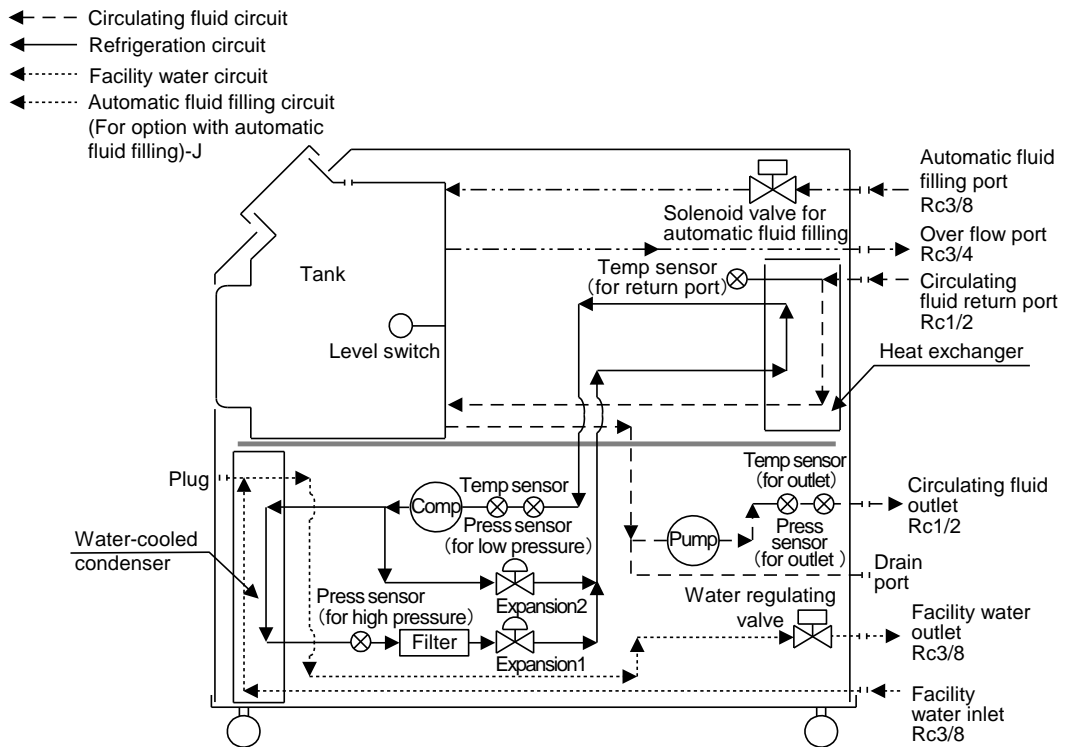 Circulating fluid circuit
Refrigeration circuit
Facility water circuit
Automatic fluid filling circuit
(For option with automatic
fluid filling)-J
Automatic fluid
filling port
Rc3/8
Solenoid valve for
automatic fluid filling
Over flow port
Rc3/4
Tank
Temp sensor
(for return port)
Circulating
fluid return port
Rc1/2
Level switch
Heat exchanger
Plug
Temp sensor
(for outlet)
Temp sensor
Comp
Press sensor
(for low pressure)
Circulating fluid
outlet
Rc1/2
Pump
Press
sensor
(for outlet)
Water-cooled
condenser
Drain
port
Press sensor
(for high pressure)
Expansion2
Water regulating
valve
Filter
Expansion1
Facility water
outlet
Rc3/8
Facility
water inlet
Rc3/8